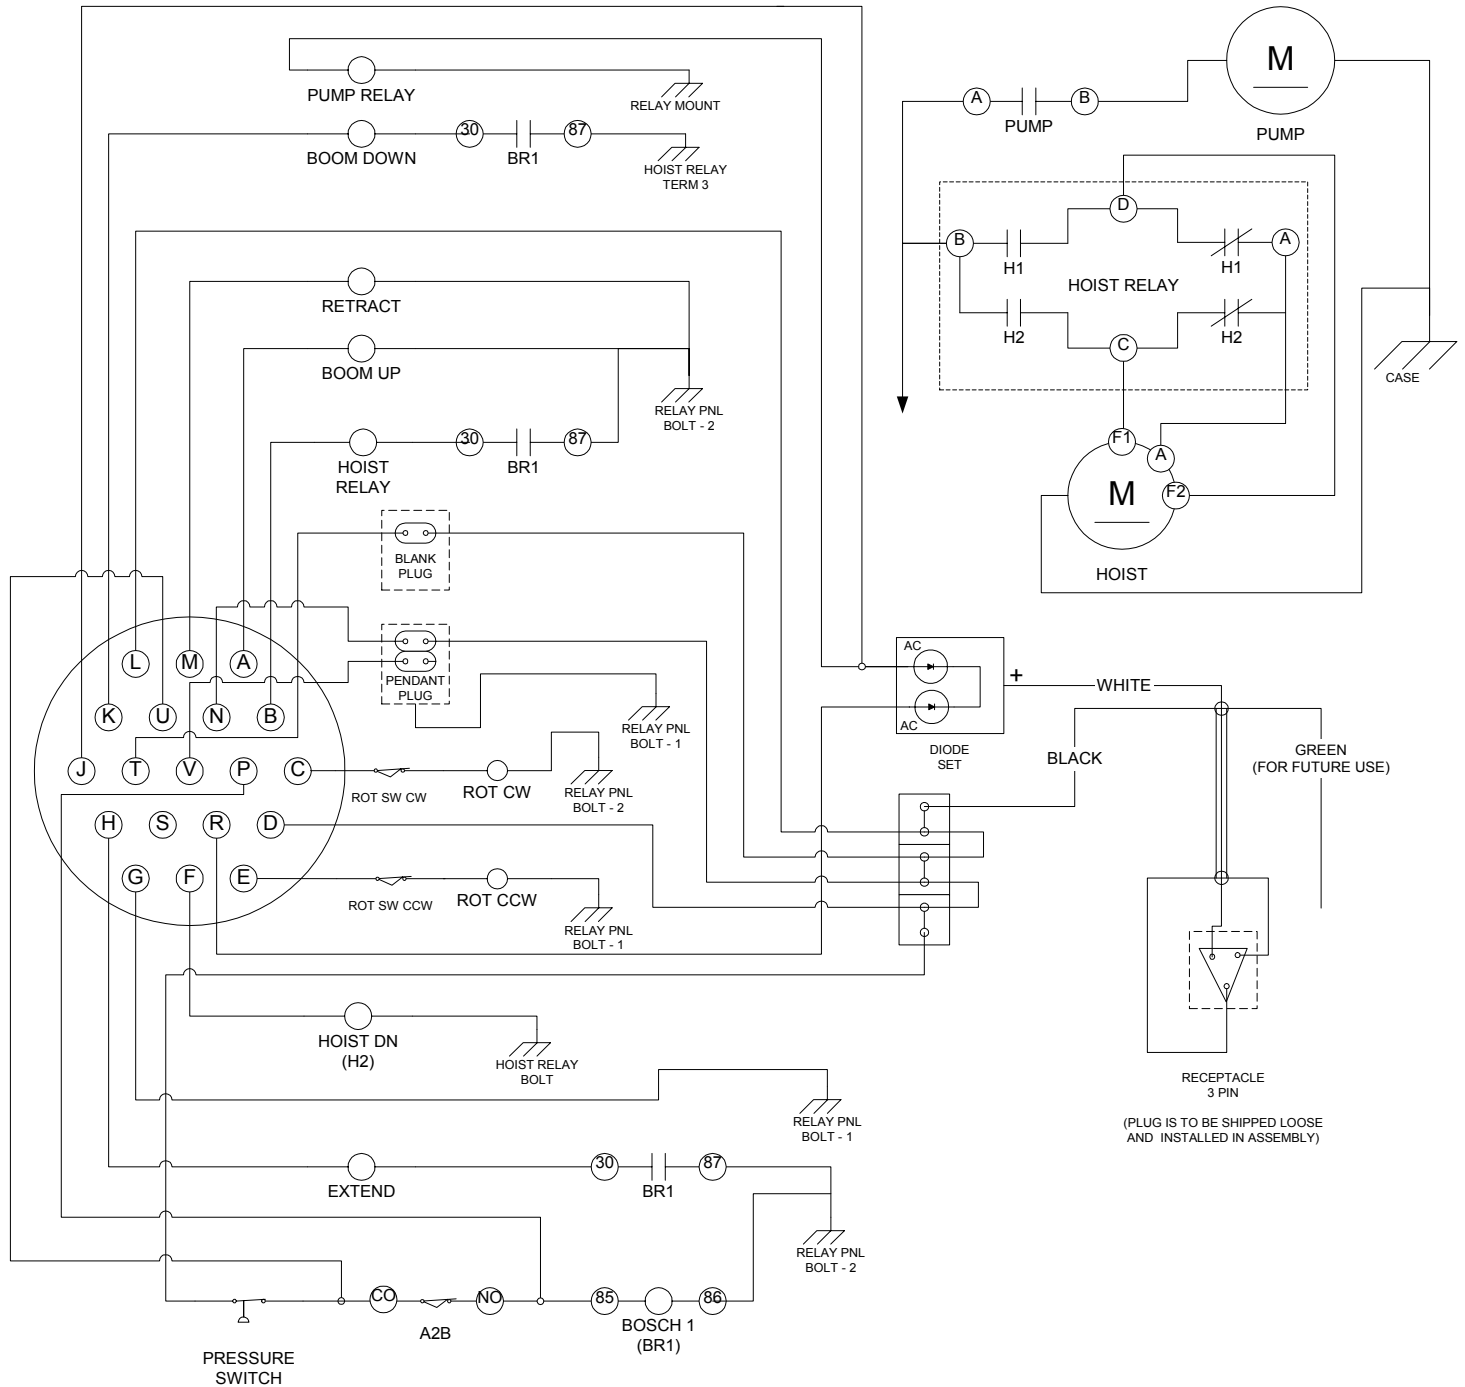 PUMP RELAY
RELAY MOUNT
BOOM DOWN
30
BR1
87
HOIST RELAY
TERM 3
RETRACT
BOOM UP
RELAY PNL
BOLT - 2
HOIST
RELAY
30
BR1
87
BLANK
PLUG
PENDANT
PLUG
RELAY PNL
BOLT - 1
L
M
A
K
U
N
B
J
T
V
P
C
H
S
R
D
G
F
E
ROT SW CW
ROT CW
RELAY PNL
BOLT - 2
ROT SW CCW
ROT CCW
RELAY PNL
BOLT - 1
HOIST DN
(H2)
HOIST RELAY
BOLT
RELAY PNL
BOLT - 1
EXTEND
30
BR1
87
RELAY PNL
BOLT - 2
PRESSURE
SWITCH
CO
A2B
NO
85
BOSCH 1
(BR1)
86
A
PUMP
B
M
PUMP
B
H1
D
H1
A
HOIST RELAY
H2
C
H2
CASE
F1
A
F2
M
HOIST
AC
AC
+
DIODE
SET
WHITE
BLACK
GREEN
(FOR FUTURE USE)
RECEPTACLE
3 PIN
(PLUG IS TO BE SHIPPED LOOSE
AND INSTALLED IN ASSEMBLY)